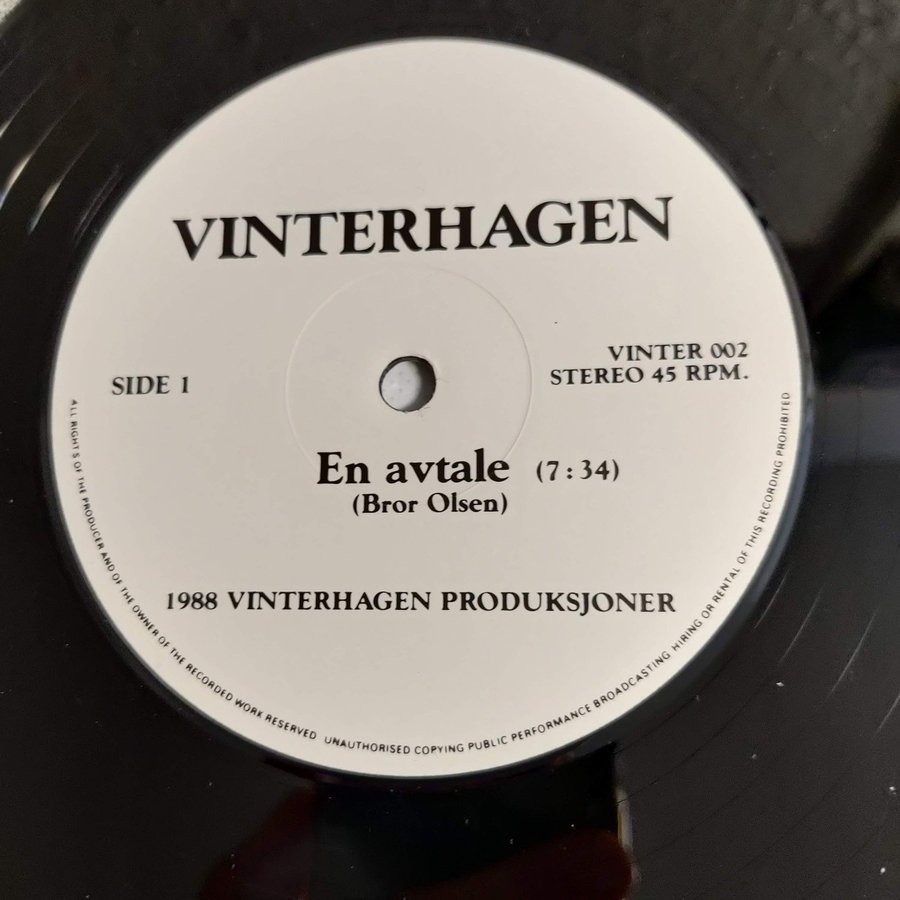 VINTERHAGEN
VINTER 002
SIDE 1
STEREO 45 RPM.
En avtale (7:34)
(Bror Olsen)
1988 VINTERHAGEN PRODUKSJONER
ALL RIGHTS OF THE PRODUCER AND OF THE OWNER OF THE RECORDED WORK RESERVED UNAUTHORISED COPYING PUBLIC PERFORMANCE BROADCASTING HIRING OR RENTAL OF THIS RECORDING PROHIBITED